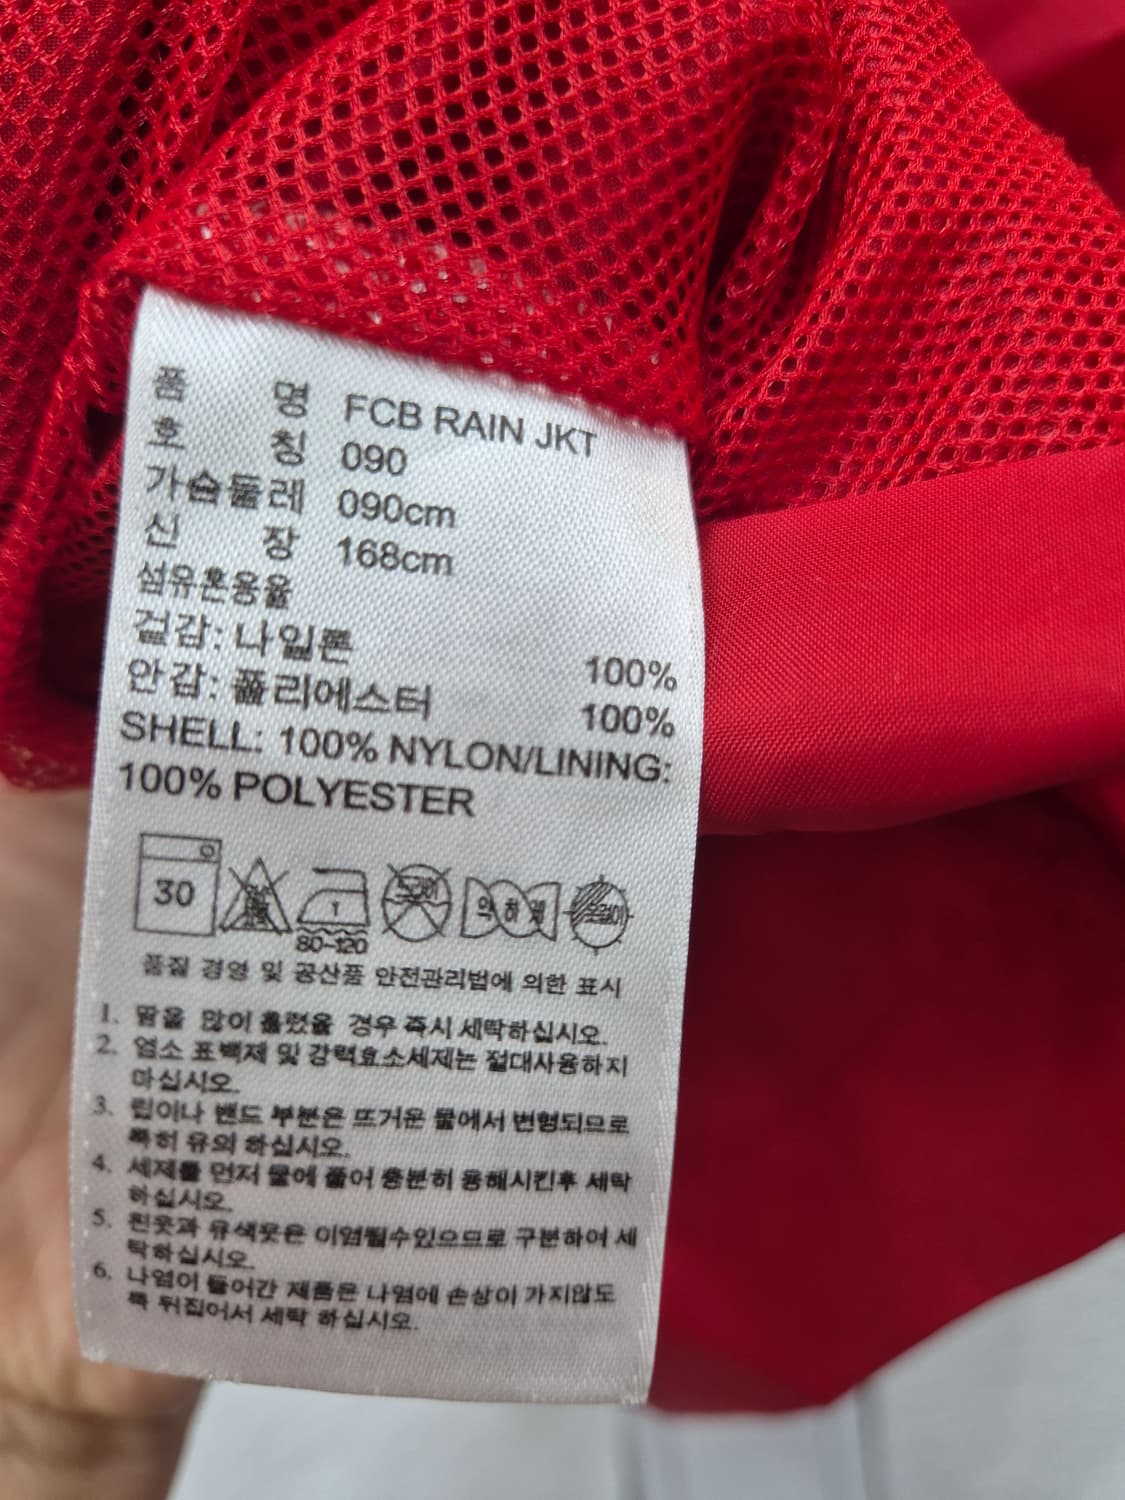 품 명 FCB RAIN JKT
호 칭 090
가슴둘레 090cm
신 장 168cm
섬유혼용율
겉감: 나일론 100%
안감: 폴리에스터 100%
SHELL: 100% NYLON/LINING:
100% POLYESTER
30
1
80~120
드라이
약하게
옷걸이
품질 경영 및 공산품 안전관리법에 의한 표시
1. 땀을 많이 흘렸을 경우 즉시 세탁하십시오.
2. 염소 표백제 및 강력효소세제는 절대사용하지
마십시오.
3. 립이나 밴드 부분은 뜨거운 물에서 변형되므로
특히 유의 하십시오.
4. 세제를 먼저 물에 풀어 충분히 용해시킨후 세탁
하십시오.
5. 흰옷과 유색옷은 이염될수있으므로 구분하여 세
탁하십시오.
6. 나염이 들어간 제품은 나염에 손상이 가지않도
록 뒤집어서 세탁 하십시오.